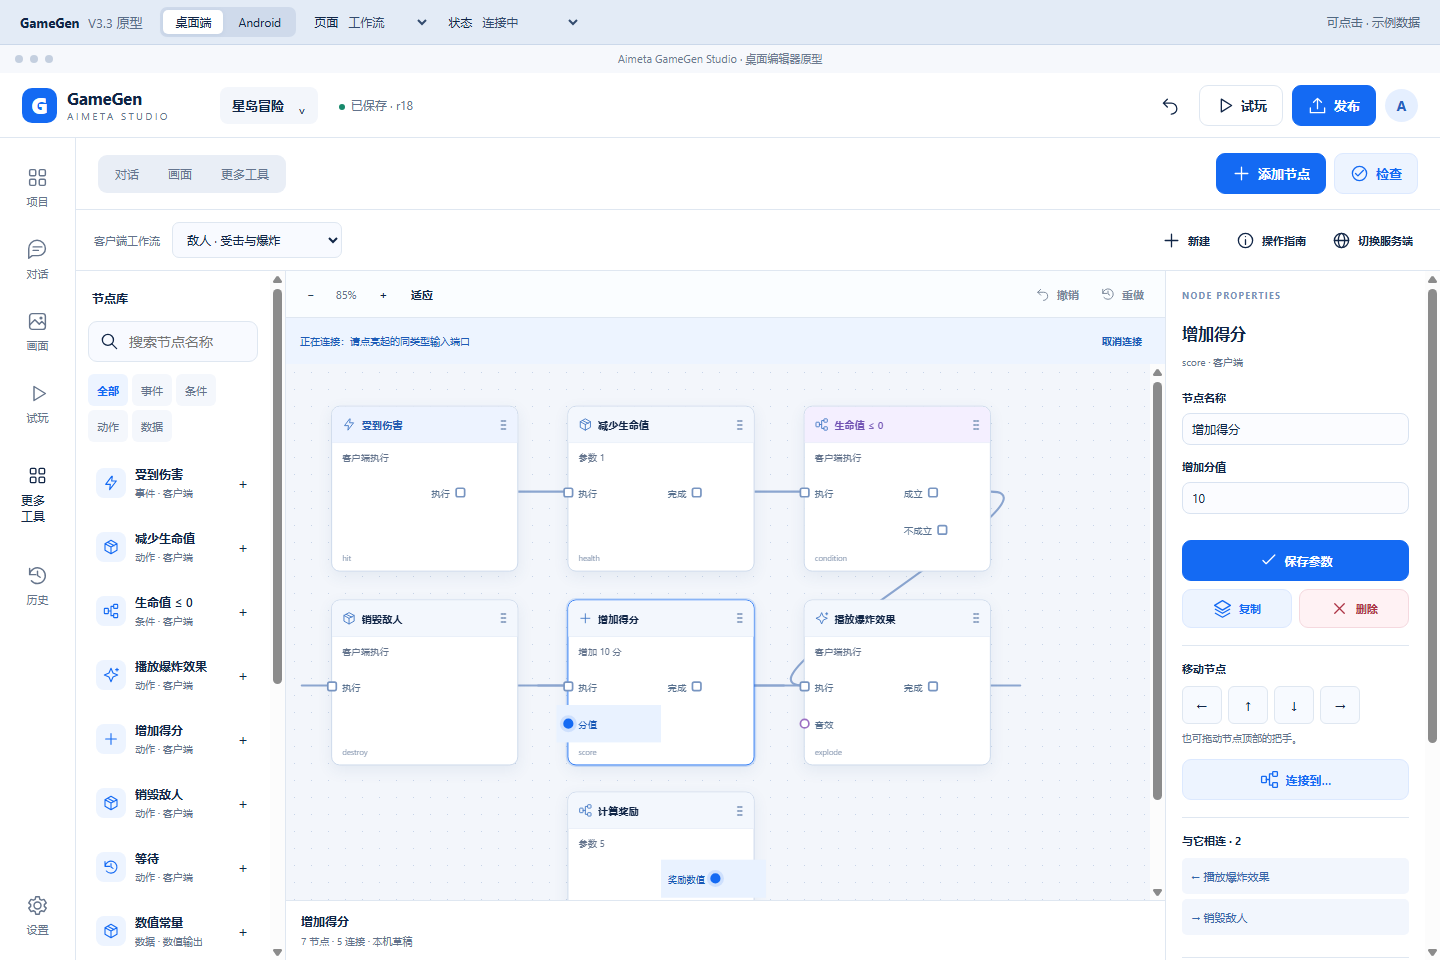 GameGen V3.3 原型 桌面端 Android 页面 工作流 状态 连接中 可点击 · 示例数据
Aimeta GameGen Studio · 桌面编辑器原型
G GameGen 星岛冒险 已保存 · r18 试玩 发布 A
AIMETA STUDIO
对话 画面 更多工具 添加节点 检查
客户端工作流 敌人 · 受击与爆炸 新建 操作指南 切换服务端
项目
对话
画面
试玩
更多
工具
历史
设置
节点库
搜索节点名称
全部 事件 条件
动作 数据
受到伤害
事件 · 客户端 +
减少生命值
动作 · 客户端 +
生命值 ≤ 0
条件 · 客户端 +
播放爆炸效果
动作 · 客户端 +
增加得分
动作 · 客户端 +
销毁敌人
动作 · 客户端 +
等待
动作 · 客户端 +
数值常量
数据 · 数值输出 +
− 85% + 适应 撤销 重做
正在连接：请点亮起的同类型输入端口 取消连接
受到伤害
客户端执行
执行
hit
减少生命值
参数 1
执行 完成
health
生命值 ≤ 0
客户端执行
执行 成立
不成立
condition
销毁敌人
客户端执行
执行
destroy
增加得分
增加 10 分
执行 完成
分值
score
播放爆炸效果
客户端执行
执行 完成
音效
explode
计算奖励
参数 5
奖励数值
增加得分
7 节点 · 5 连接 · 本机草稿
NODE PROPERTIES
增加得分
score · 客户端
节点名称
增加得分
增加分值
10
保存参数
复制 删除
移动节点
← ↑ ↓ →
也可拖动节点顶部的把手。
连接到...
与它相连 · 2
← 播放爆炸效果
→ 销毁敌人